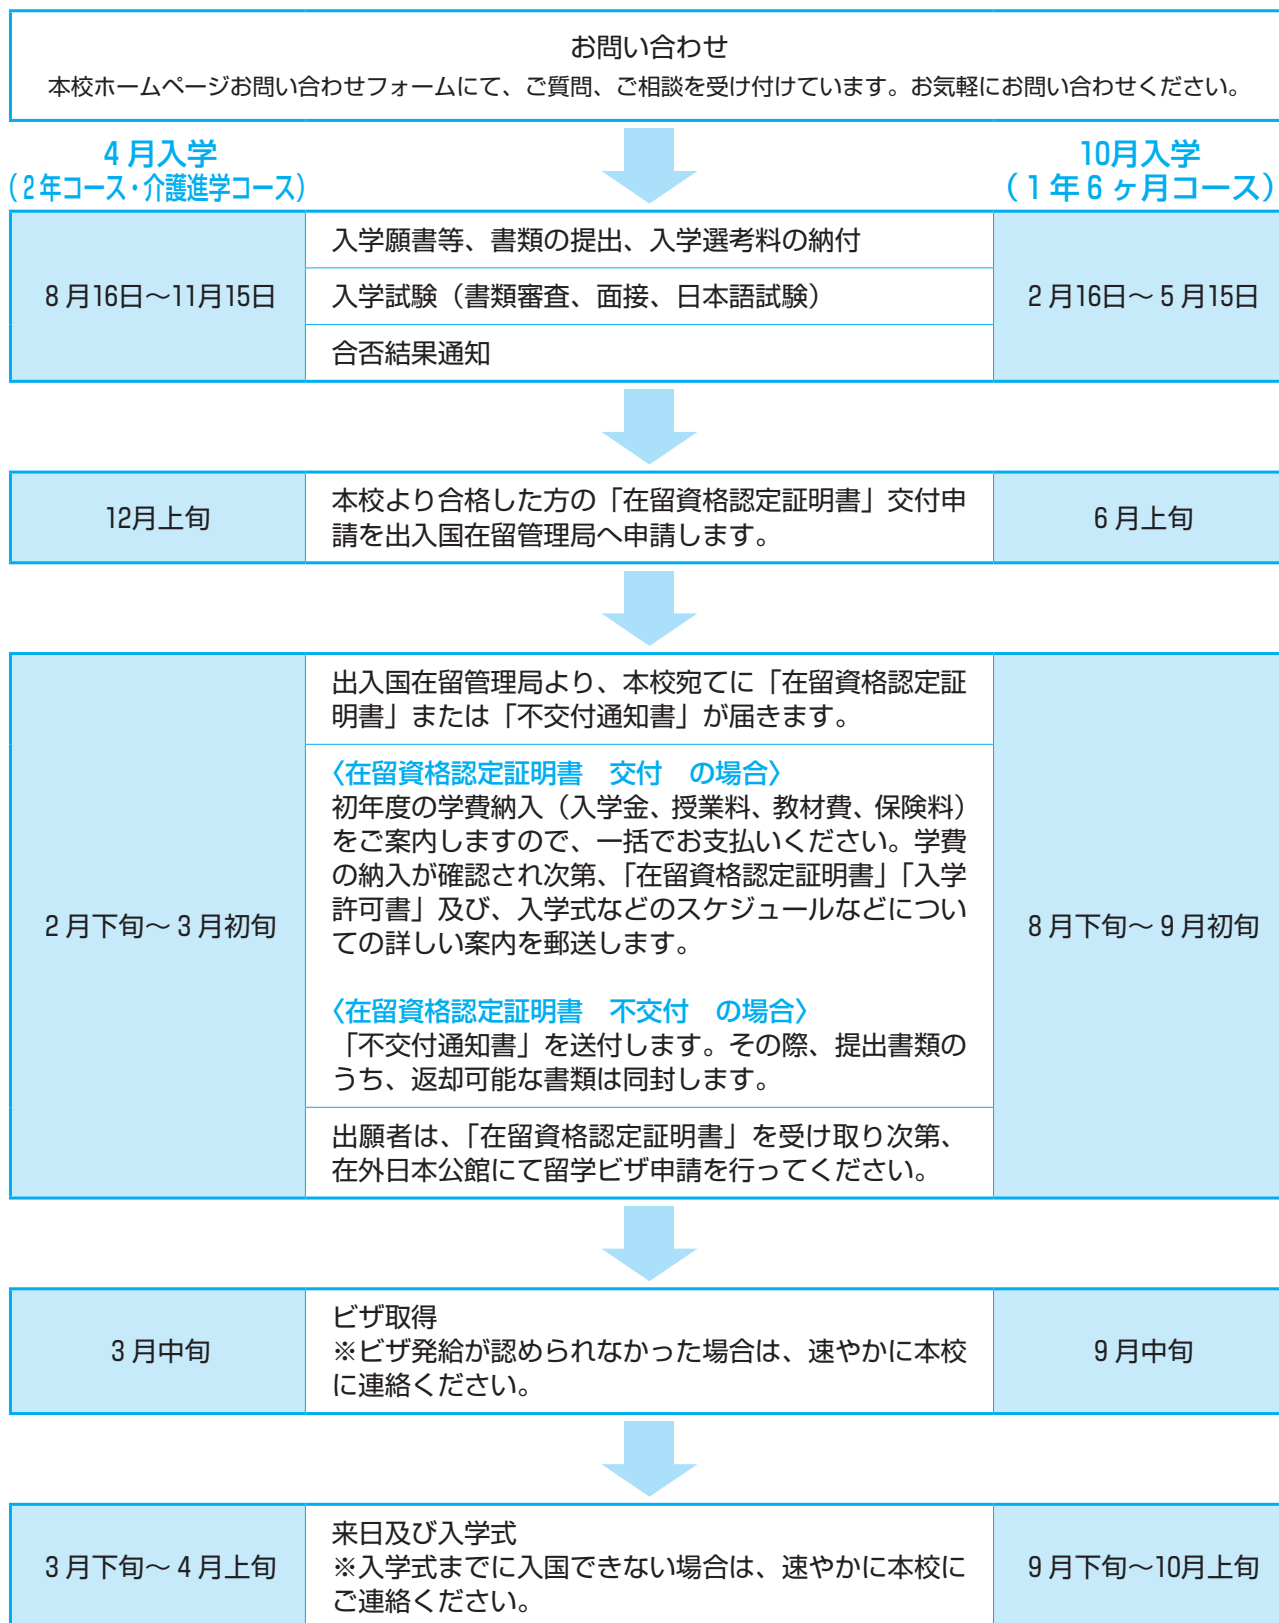 お問い合わせ
本校ホームページお問い合わせフォームにて、ご質問、ご相談を受け付けています。お気軽にお問い合わせください。
4月入学
(2年コース・介護進学コース)
10月入学
(1年6ヶ月コース)
8月16日〜11月15日
入学願書等、書類の提出、入学選考料の納付
入学試験（書類審査、面接、日本語試験）
合否結果通知
2月16日〜5月15日
12月上旬
本校より合格した方の「在留資格認定証明書」交付申
請を出入国在留管理局へ申請します。
6月上旬
2月下旬〜3月初旬
出入国在留管理局より、本校宛てに「在留資格認定証
明書」または「不交付通知書」が届きます。
〈在留資格認定証明書　交付　の場合〉
初年度の学費納入（入学金、授業料、教材費、保険料）
をご案内しますので、一括でお支払いください。学費
の納入が確認され次第、「在留資格認定証明書」「入学
許可書」及び、入学式などのスケジュールなどについ
ての詳しい案内を郵送します。
〈在留資格認定証明書　不交付　の場合〉
「不交付通知書」を送付します。その際、提出書類の
うち、返却可能な書類は同封します。
出願者は、「在留資格認定証明書」を受け取り次第、
在外日本公館にて留学ビザ申請を行ってください。
8月下旬〜9月初旬
3月中旬
ビザ取得
※ビザ発給が認められなかった場合は、速やかに本校
に連絡ください。
9月中旬
3月下旬〜4月上旬
来日及び入学式
※入学式までに入国できない場合は、速やかに本校に
ご連絡ください。
9月下旬〜10月上旬